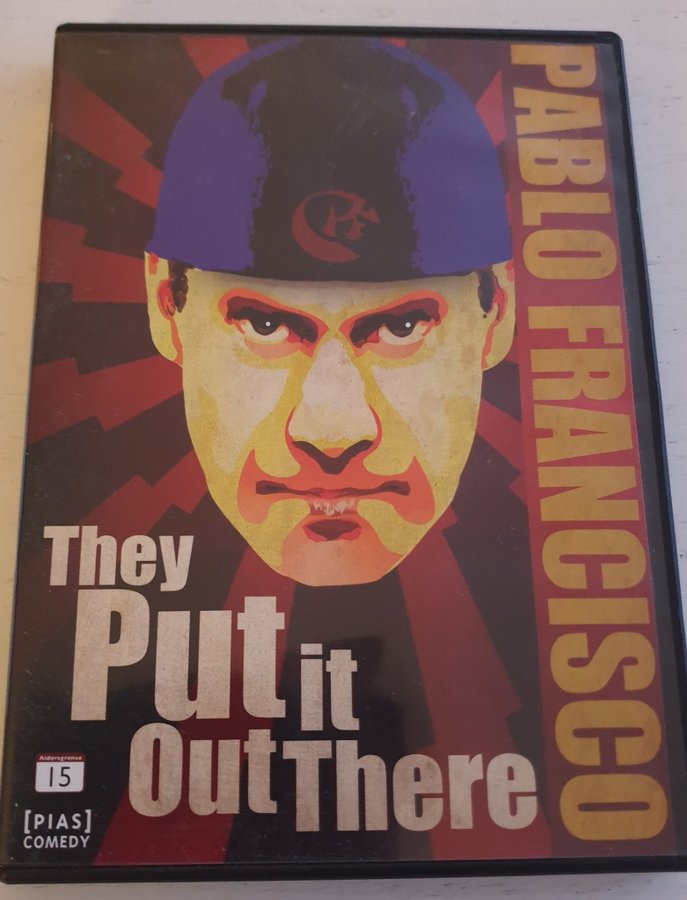 PABLO FRANCISCO
They
Put it
Out There
Aldersgrense
15
[PIAS]
COMEDY